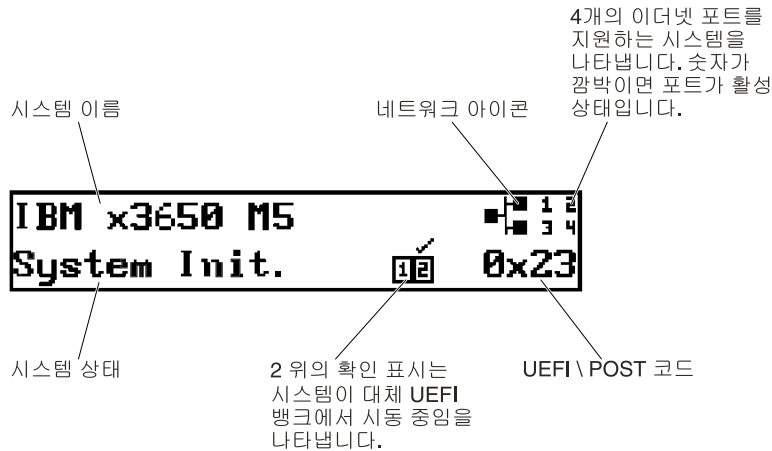 4개의 이더넷 포트를
지원하는 시스템을
나타냅니다. 숫자가
깜박이면 포트가 활성
상태입니다.
시스템 이름
네트워크 아이콘
IBM x3650 M5
1 2
3 4
System Init.
1 2
0x23
시스템 상태
2 위의 확인 표시는
시스템이 대체 UEFI
뱅크에서 시동 중임을
나타냅니다.
UEFI \ POST 코드